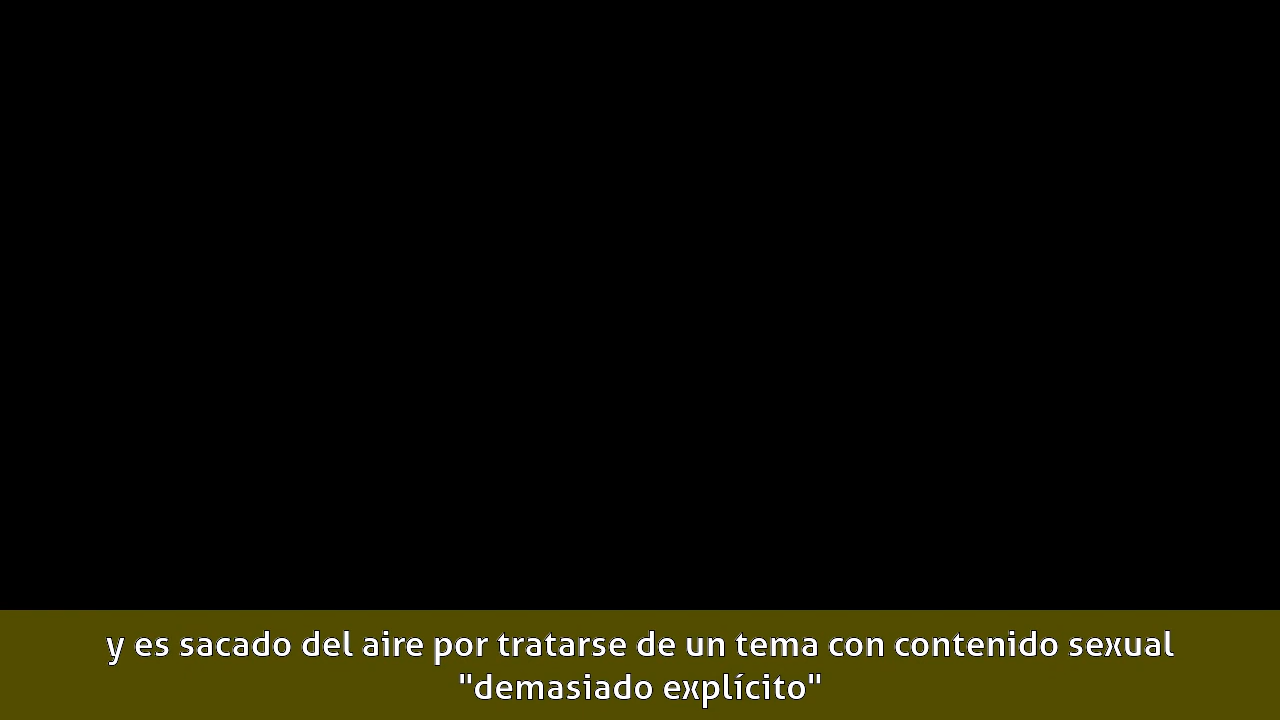 y es sacado del aire por tratarse de un tema con contenido sexual
"demasiado explícito"